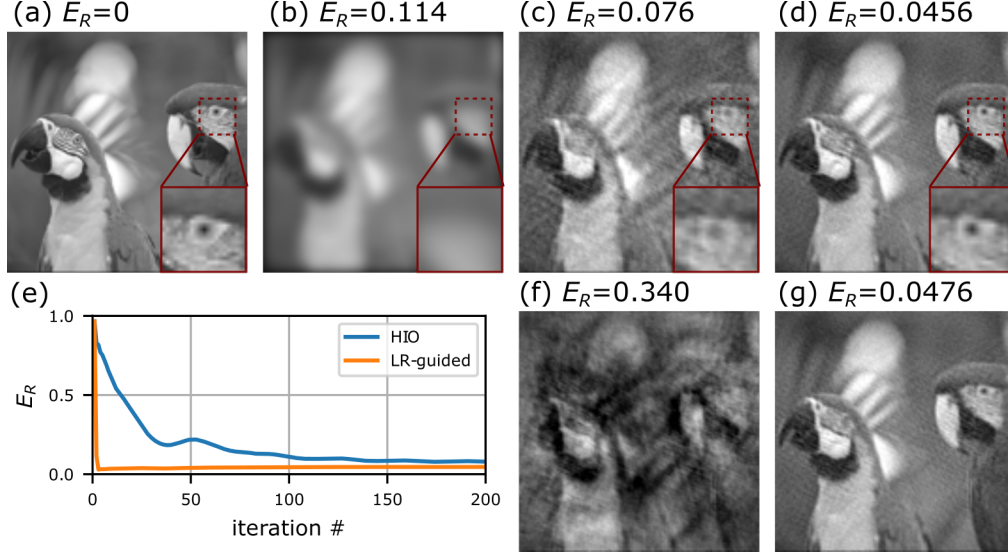 (a) E_R=0
(b) E_R=0.114
(c) E_R=0.076
(d) E_R=0.0456
(e)
1.0
0.5
0.0
E_R
HIO
LR-guided
0 50 100 150 200
iteration #
(f) E_R=0.340
(g) E_R=0.0476